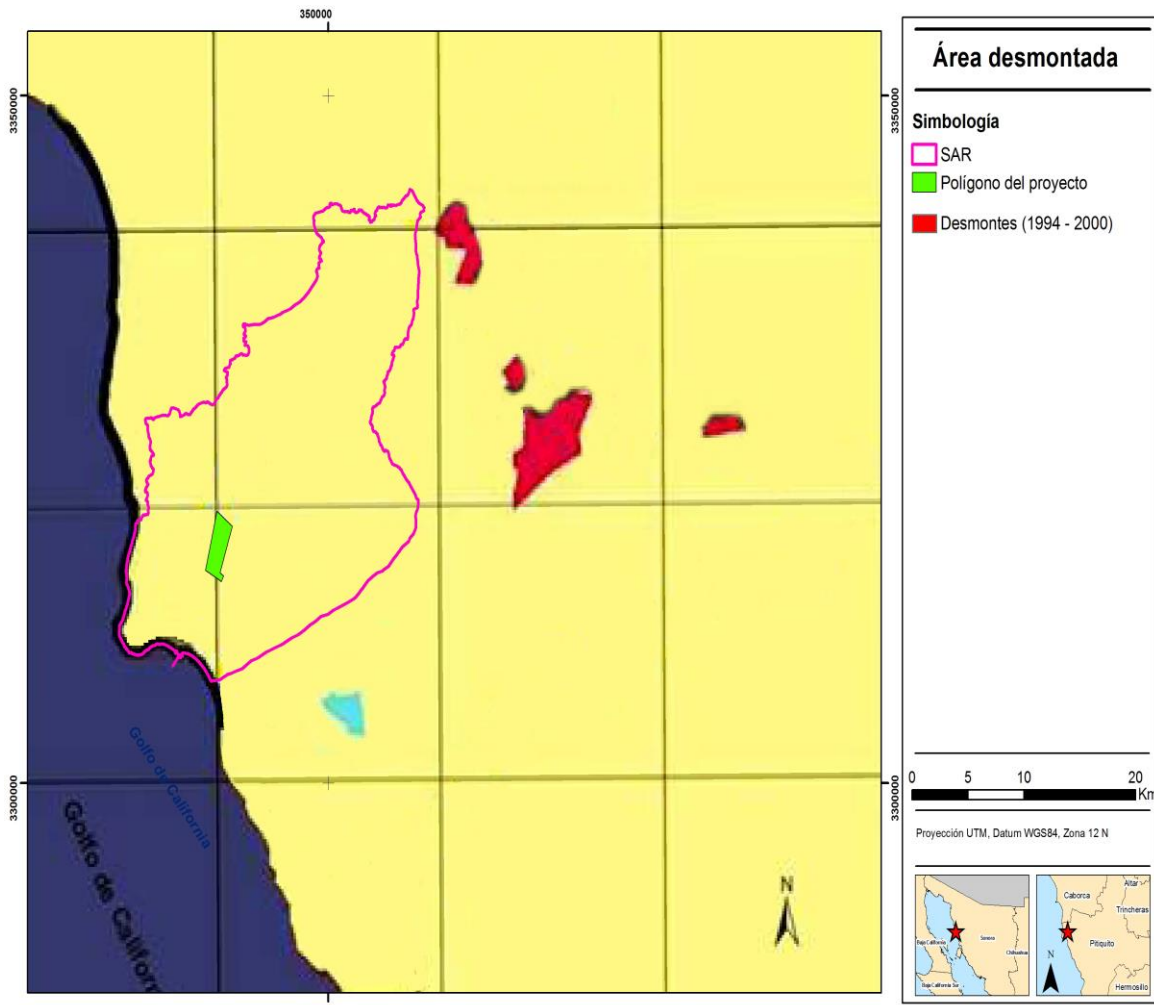 350000
3350000
3350000
3300000
3300000
Golfo de California
Golfo de Californ
N
Área desmontada
Simbología
SAR
Polígono del proyecto
Desmontes (1994 - 2000)
0 5 10 20
Km
Proyección UTM, Datum WGS84, Zona 12 N
Baja California
Sonora
Chihuahua
Baja California Sur
Altar
Caborca
Trincheras
Pitiquito
N
Hermosillo